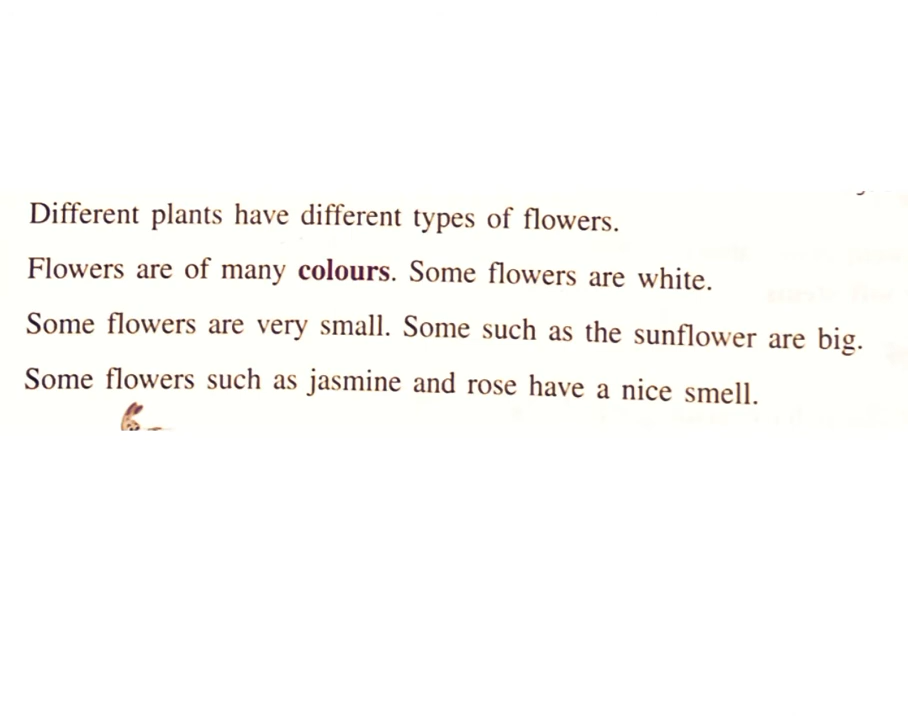 Different plants have different types of flowers.
Flowers are of many colours. Some flowers are white.
Some flowers are very small. Some such as the sunflower are big.
Some flowers such as jasmine and rose have a nice smell.